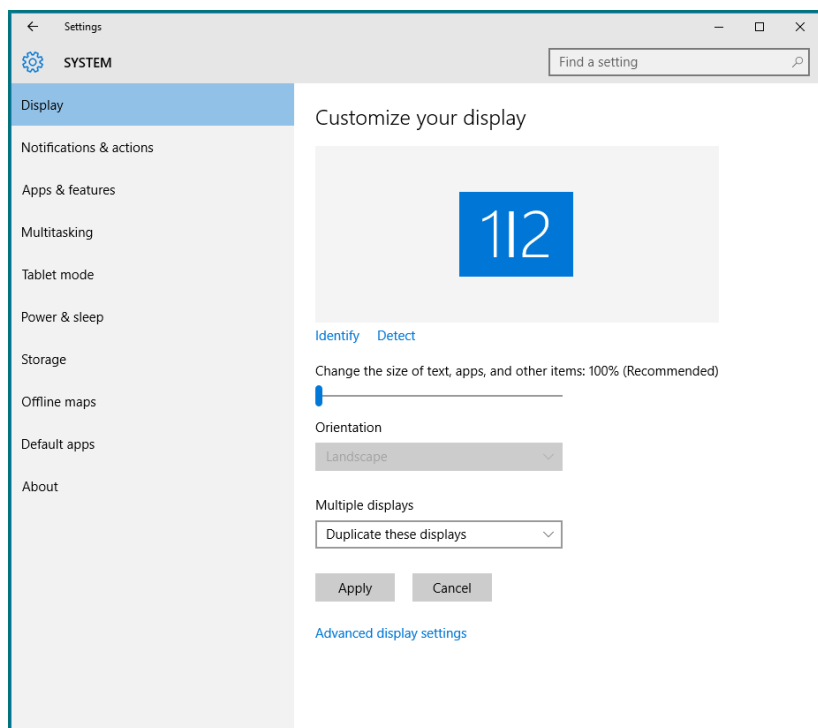 Settings
SYSTEM
Find a setting
Display
Notifications & actions
Apps & features
Multitasking
Tablet mode
Power & sleep
Storage
Offline maps
Default apps
About
Customize your display
1|2
Identify Detect
Change the size of text, apps, and other items: 100% (Recommended)
Orientation
Landscape
Multiple displays
Duplicate these displays
Apply Cancel
Advanced display settings